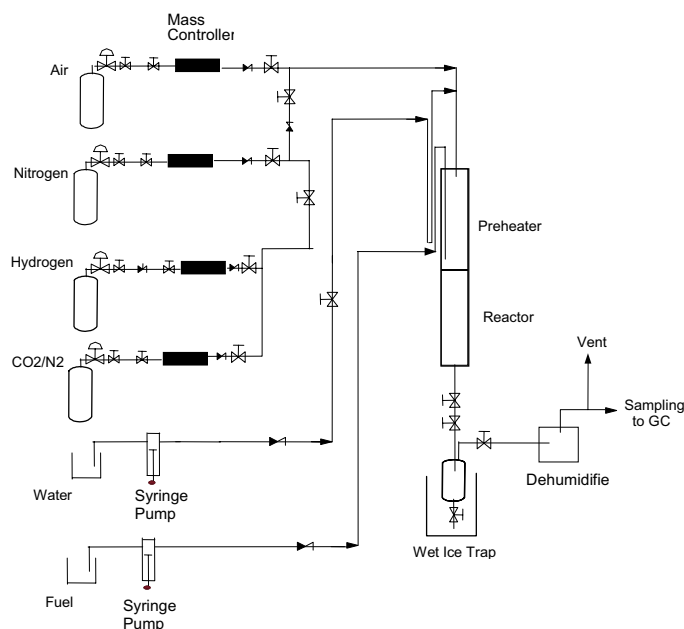 Mass
Controller
Air
Nitrogen
Hydrogen
CO2/N2
Preheater
Reactor
Vent
Sampling
to GC
Dehumidifie
Wet Ice Trap
Water
Syringe
Pump
Fuel
Syringe
Pump